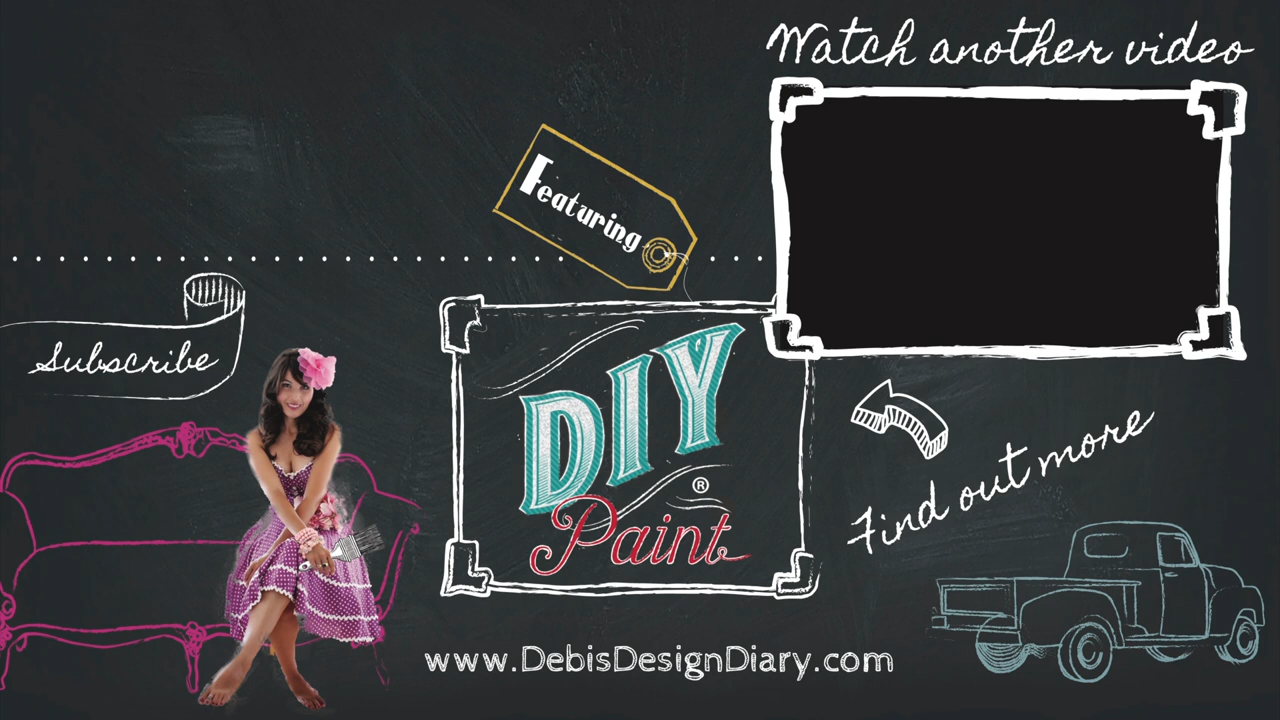 Watch another video
Featuring
Subscribe
DIY
®
Paint
Find out more
www.DebisDesignDiary.com